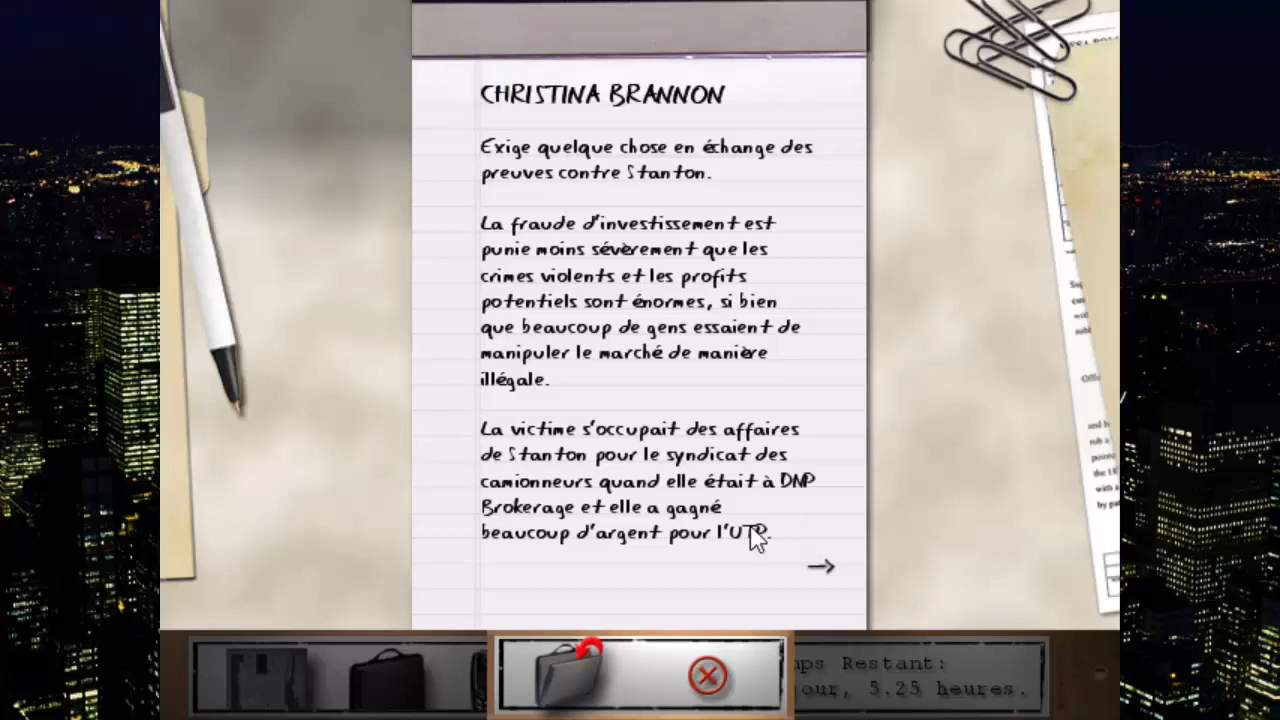 CHRISTINA BRANNON
Exige quelque chose en échange des
preuves contre Stanton.
La fraude d'investissement est
punie moins sévèrement que les
crimes violents et les profits
potentiels sont énormes, si bien
que beaucoup de gens essaient de
manipuler le marché de manière
illégale.
La victime s'occupait des affaires
de Stanton pour le syndicat des
camionneurs quand elle était à DNP
Brokerage et elle a gagné
beaucoup d'argent pour l'UTP.
Restant:
5.25 heures.